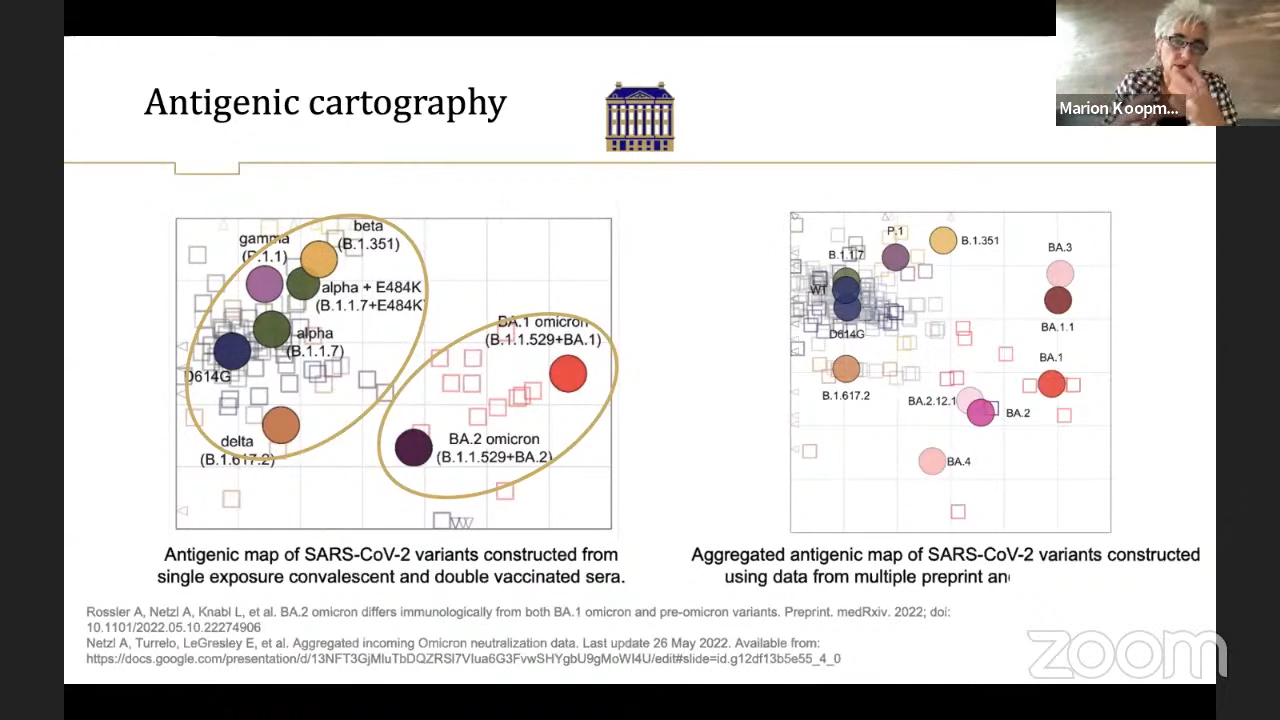 Antigenic cartography
Marion Koopm...
beta
(B.1.351)
gamma
(P.1.1)
alpha + E484K
(B.1.1.7+E484K
alpha
(B.1.1.7)
D614G
delta
(B.1.617.2)
BA.1 omicron
(B.1.1.529+BA.1)
BA.2 omicron
(B.1.1.529+BA.2)
P.1
B.1.351
B.1.1.7
WT
D614G
B.1.617.2
BA.3
BA.1.1
BA.1
BA.2.12.1
BA.2
BA.4
Antigenic map of SARS-CoV-2 variants constructed from
single exposure convalescent and double vaccinated sera.
Aggregated antigenic map of SARS-CoV-2 variants constructed
using data from multiple preprint an
Rossler A, Netzl A, Knabl L, et al. BA.2 omicron differs immunologically from both BA.1 omicron and pre-omicron variants. Preprint. medRxiv. 2022; doi:
10.1101/2022.05.10.22274906
Netzl A, Turrelo, LeGresley E, et al. Aggregated incoming Omicron neutralization data. Last update 26 May 2022. Available from:
https://docs.google.com/presentation/d/13NFT3GjMluTbDQZRSl7VIua6G3FvwSHYgbU9gMoWI4U/edit#slide=id.g12df13b5e55_4_0
zoom